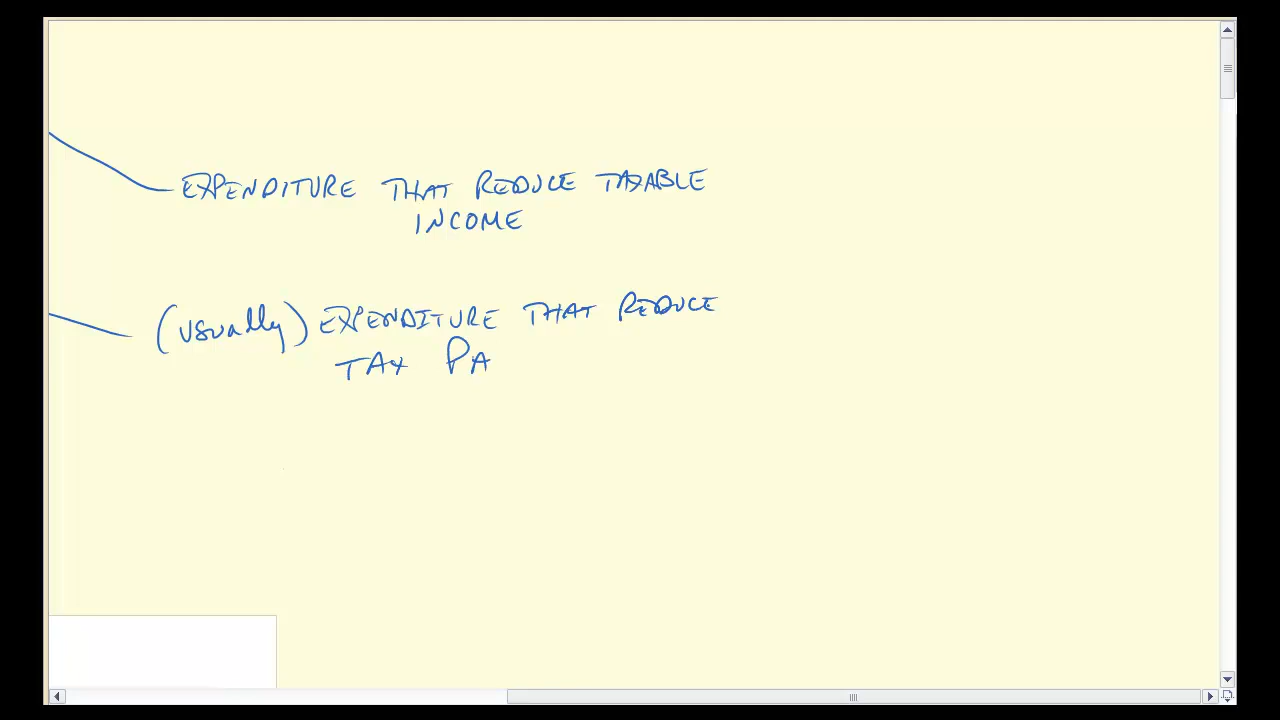 EXPENDITURE THAT REDUCE TAXABLE
INCOME
(usually) EXPENDITURE THAT REDUCE
TAX PA